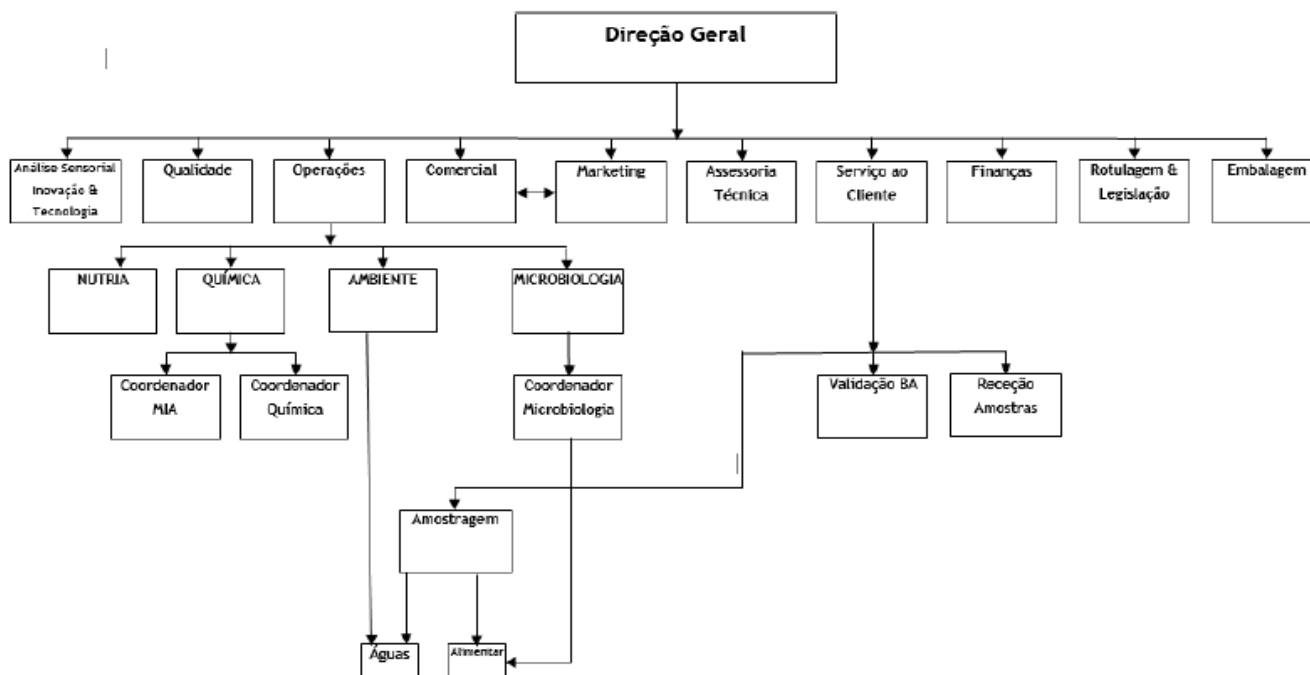 Direção Geral
Análise Sensorial
Inovação &
Tecnologia
Qualidade
Operações
Comercial
Marketing
Assessoria
Técnica
Serviço ao
Cliente
Finanças
Rotulagem &
Legislação
Embalagem
NUTRIA
QUÍMICA
AMBIENTE
MICROBIOLOGIA
Coordenador
MIA
Coordenador
Química
Coordenador
Microbiologia
Validação BA
Receção
Amostras
Amostragem
Águas
Alimentar